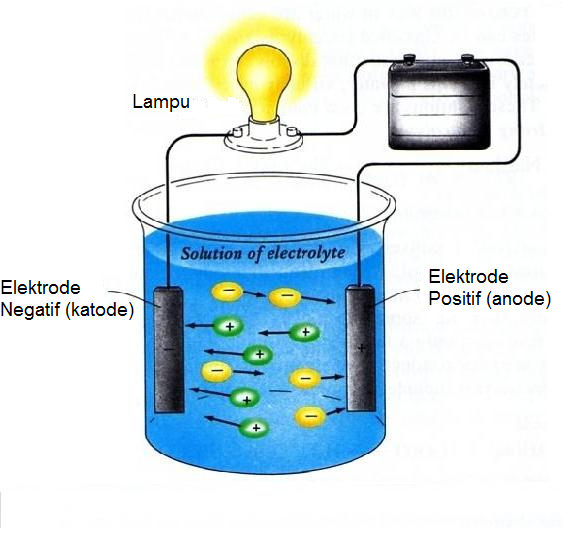 Lampu
Solution of electrolyte
Elektrode
Negatif (katode)
Elektrode
Positif (anode)
−
−
+
+
+
−
−
+
−
+
−
+